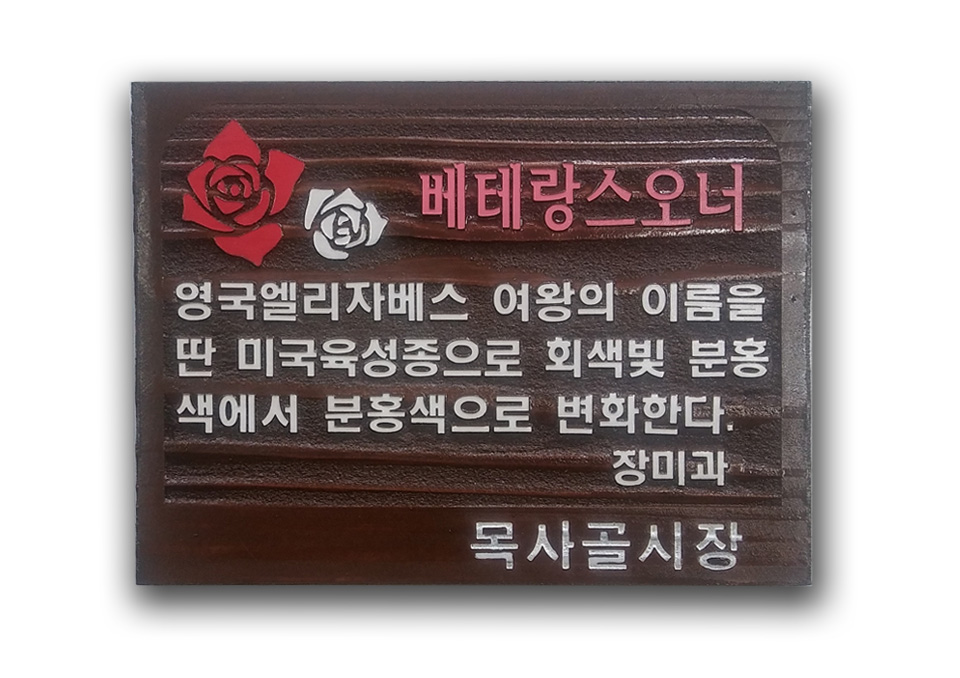 베테랑스오너
영국엘리자베스 여왕의 이름을
딴 미국육성종으로 회색빛 분홍
색에서 분홍색으로 변화한다.
장미과
목사골시장